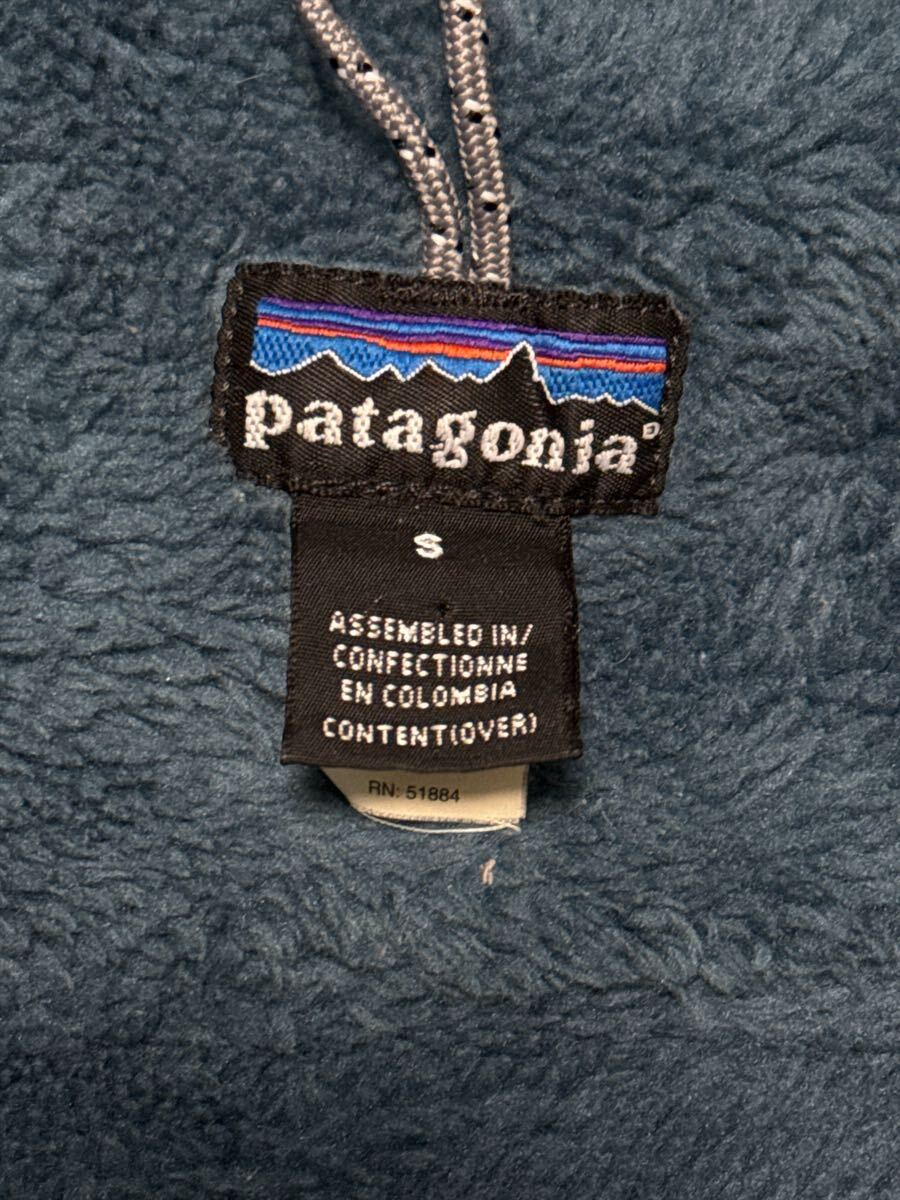 patagonia®
S
ASSEMBLED IN/
CONFECTIONNE
EN COLOMBIA
CONTENT(OVER)
RN: 51884